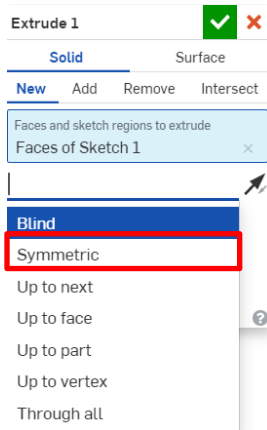 Extrude 1
Solid Surface
New Add Remove Intersect
Faces and sketch regions to extrude
Faces of Sketch 1
Blind
Symmetric
Up to next
Up to face
Up to part
Up to vertex
Through all